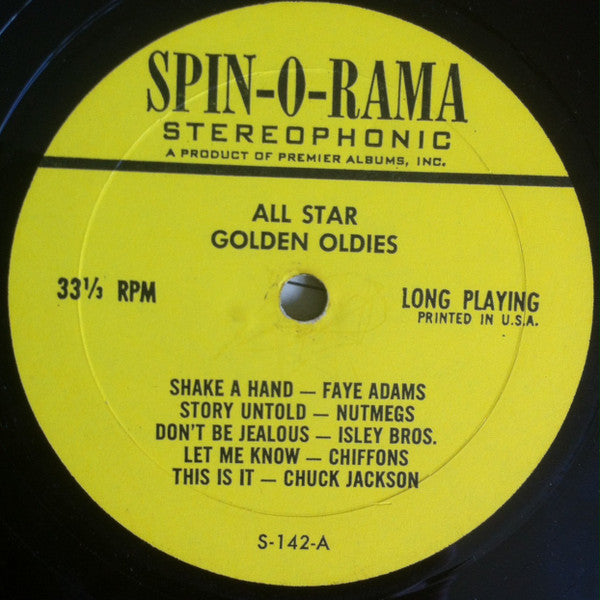 SPIN-O-RAMA
STEREOPHONIC
A PRODUCT OF PREMIER ALBUMS, INC.
ALL STAR
GOLDEN OLDIES
33⅓ RPM
LONG PLAYING
PRINTED IN U.S.A.
SHAKE A HAND — FAYE ADAMS
STORY UNTOLD — NUTMEGS
DON'T BE JEALOUS — ISLEY BROS.
LET ME KNOW — CHIFFONS
THIS IS IT — CHUCK JACKSON
S-142-A